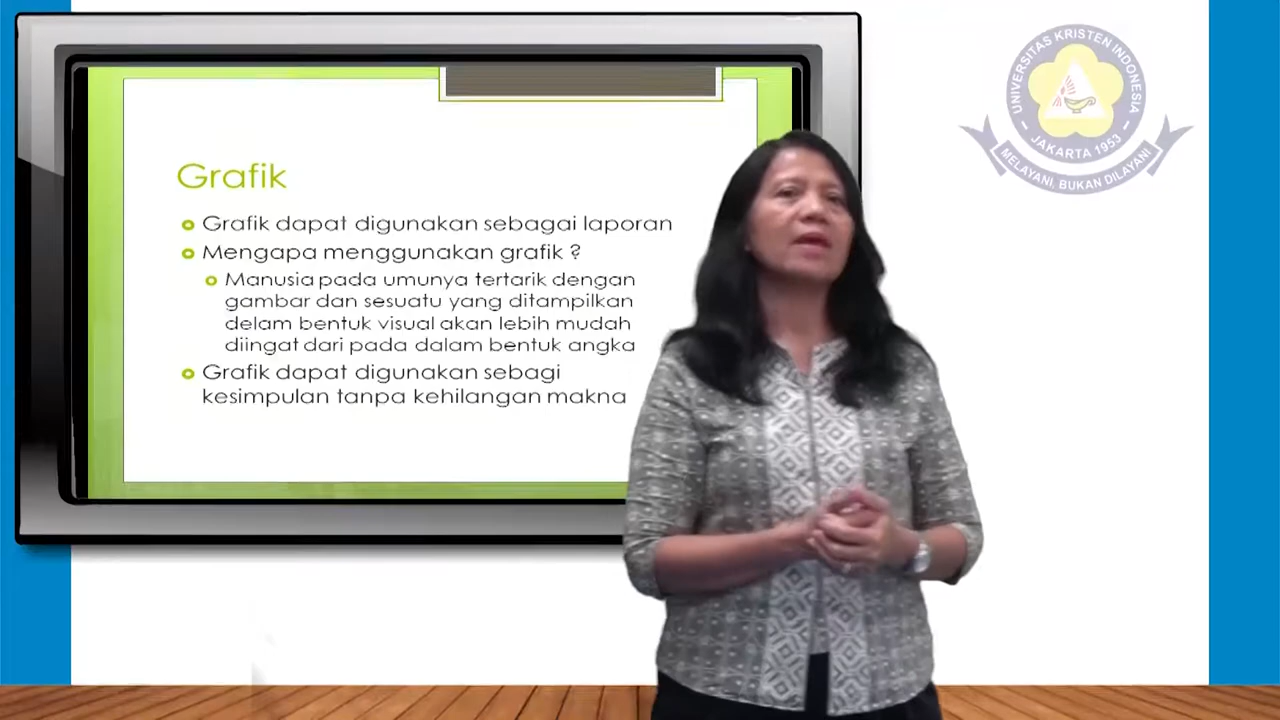 Grafik
Grafik dapat digunakan sebagai laporan
Mengapa menggunakan grafik ?
Manusia pada umunya tertarik dengan
gambar dan sesuatu yang ditampilkan
delam bentuk visual akan lebih mudah
diingat dari pada dalam bentuk angka
Grafik dapat digunakan sebagi
kesimpulan tanpa kehilangan makna
UNIVERSITAS KRISTEN INDONESIA
- JAKARTA 1953 -
MELAYANI, BUKAN DILAYANI